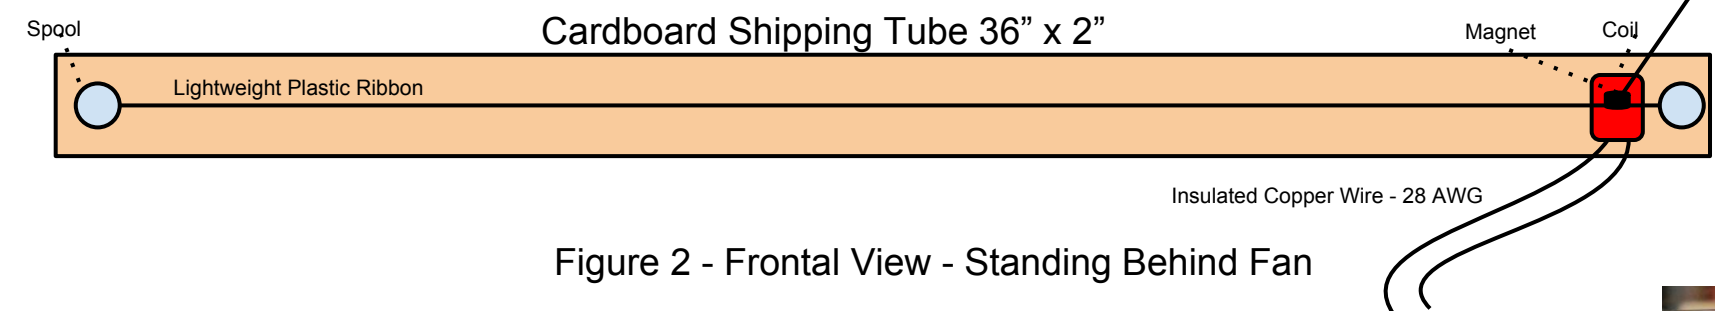 Spool
Cardboard Shipping Tube 36” x 2”
Magnet
Coil
Lightweight Plastic Ribbon
Insulated Copper Wire - 28 AWG
Figure 2 - Frontal View - Standing Behind Fan